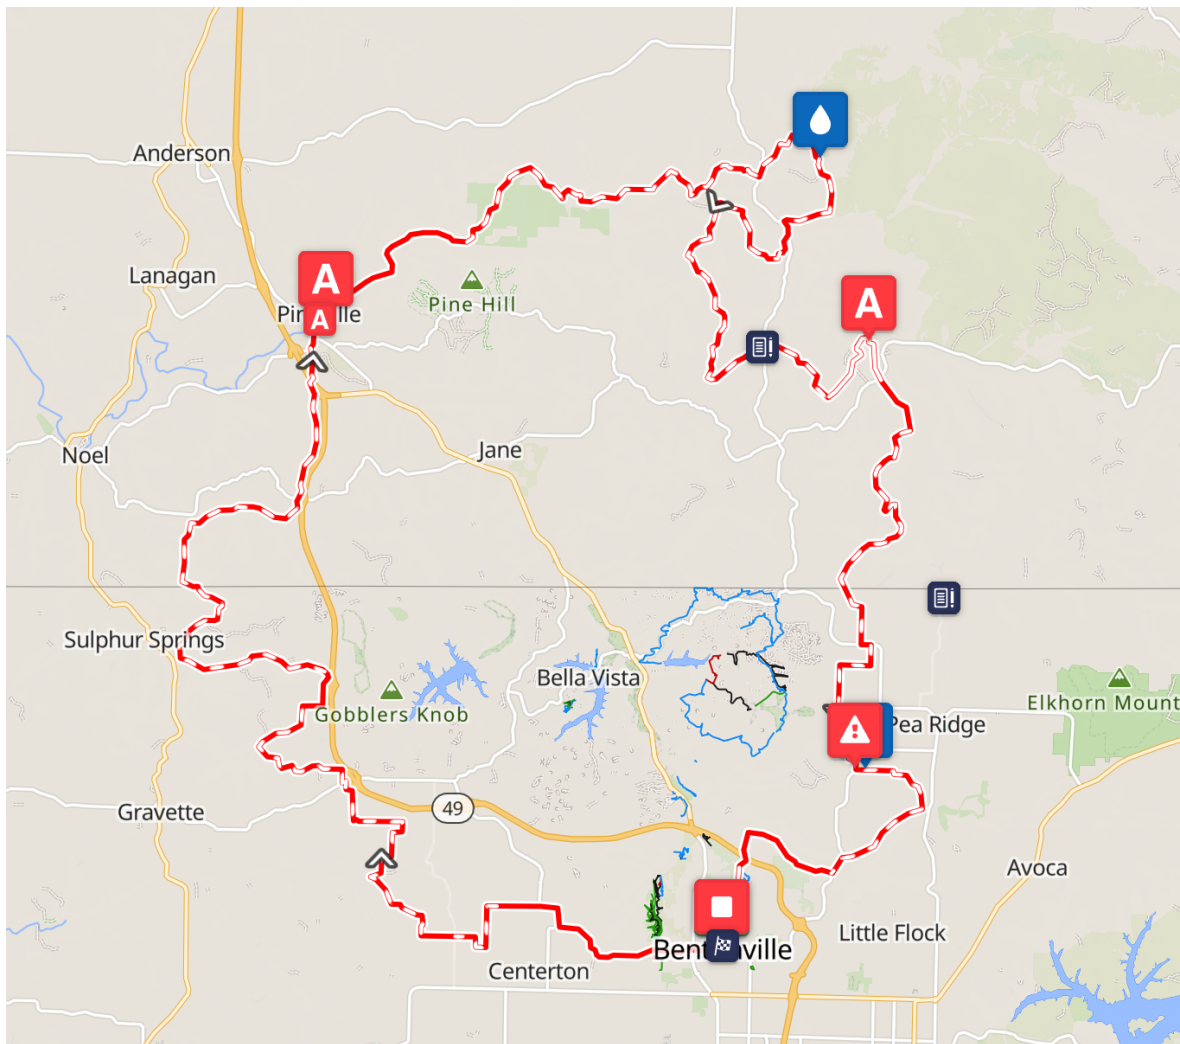 Anderson
Lanagan
A
A
Pine Hill
A
Jane
Noel
Sulphur Springs
Bella Vista
Gobblers Knob
Elkhorn Mount
Pea Ridge
Gravette
49
Avoca
Little Flock
Centerton